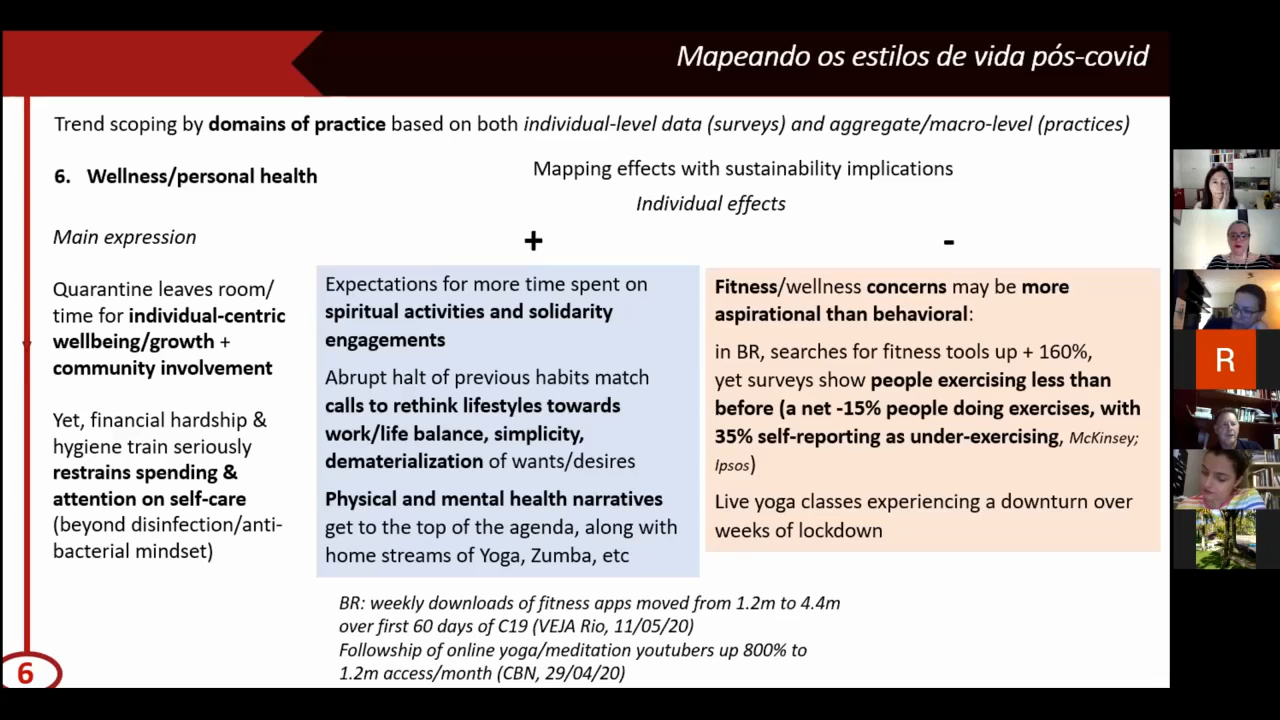 Mapeando os estilos de vida pós-covid
Trend scoping by domains of practice based on both individual-level data (surveys) and aggregate/macro-level (practices)
6. Wellness/personal health
Mapping effects with sustainability implications
Individual effects
Main expression
+
-
Quarantine leaves room/
time for individual-centric
wellbeing/growth +
community involvement
Yet, financial hardship &
hygiene train seriously
restrains spending &
attention on self-care
(beyond disinfection/anti-
bacterial mindset)
Expectations for more time spent on
spiritual activities and solidarity
engagements
Abrupt halt of previous habits match
calls to rethink lifestyles towards
work/life balance, simplicity,
dematerialization of wants/desires
Physical and mental health narratives
get to the top of the agenda, along with
home streams of Yoga, Zumba, etc
Fitness/wellness concerns may be more
aspirational than behavioral:
in BR, searches for fitness tools up + 160%,
yet surveys show people exercising less than
before (a net -15% people doing exercises, with
35% self-reporting as under-exercising, McKinsey;
Ipsos)
Live yoga classes experiencing a downturn over
weeks of lockdown
BR: weekly downloads of fitness apps moved from 1.2m to 4.4m
over first 60 days of C19 (VEJA Rio, 11/05/20)
Followship of online yoga/meditation youtubers up 800% to
1.2m access/month (CBN, 29/04/20)
6
R